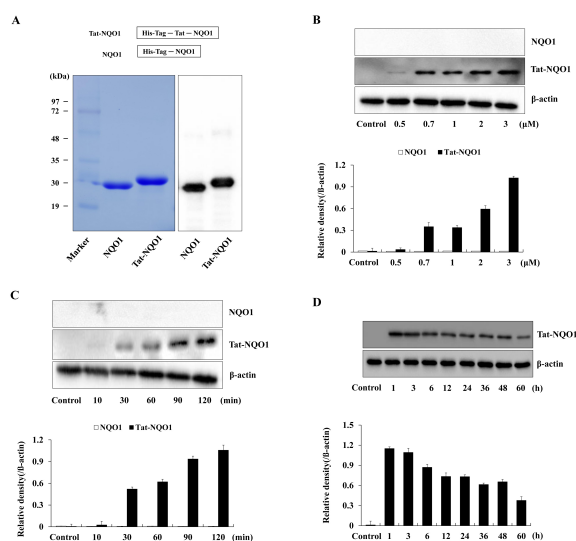 A
Tat-NQO1 His-Tag – Tat – NQO1
NQO1 His-Tag – NQO1
(kDa)
97
72
48
35
30
19
Marker NQO1 Tat-NQO1 NQO1 Tat-NQO1
B
NQO1
Tat-NQO1
β-actin
Control 0.5 0.7 1 2 3 (µM)
NQO1 Tat-NQO1
Relative density(/ß-actin)
1.2
0.9
0.6
0.3
0
Control 0.5 0.7 1 2 3 (µM)
C
NQO1
Tat-NQO1
β-actin
Control 10 30 60 90 120 (min)
NQO1 Tat-NQO1
Relative density(/ß-actin)
1.2
0.9
0.6
0.3
0
Control 10 30 60 90 120 (min)
D
Tat-NQO1
β-actin
Control 1 3 6 12 24 36 48 60 (h)
Relative density(/ß-actin)
1.5
1.2
0.9
0.6
0.3
0
Control 1 3 6 12 24 36 48 60 (h)